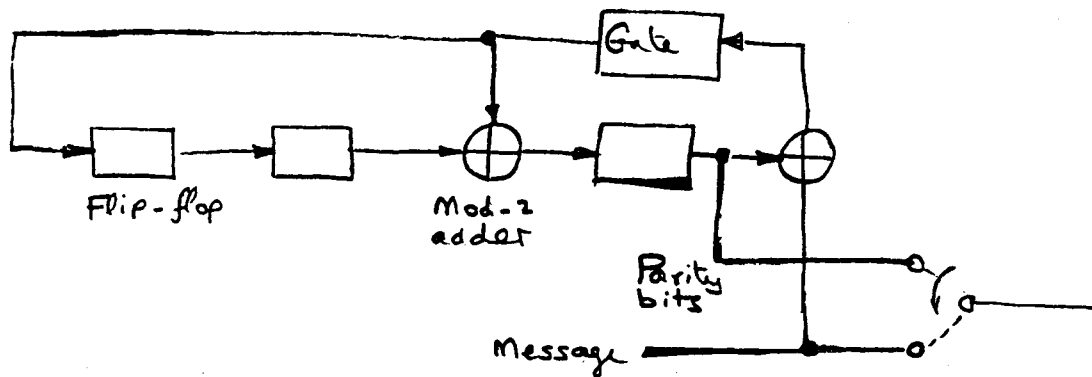 Gate
Flip-flop
Mod-2
adder
Parity
bits
Message